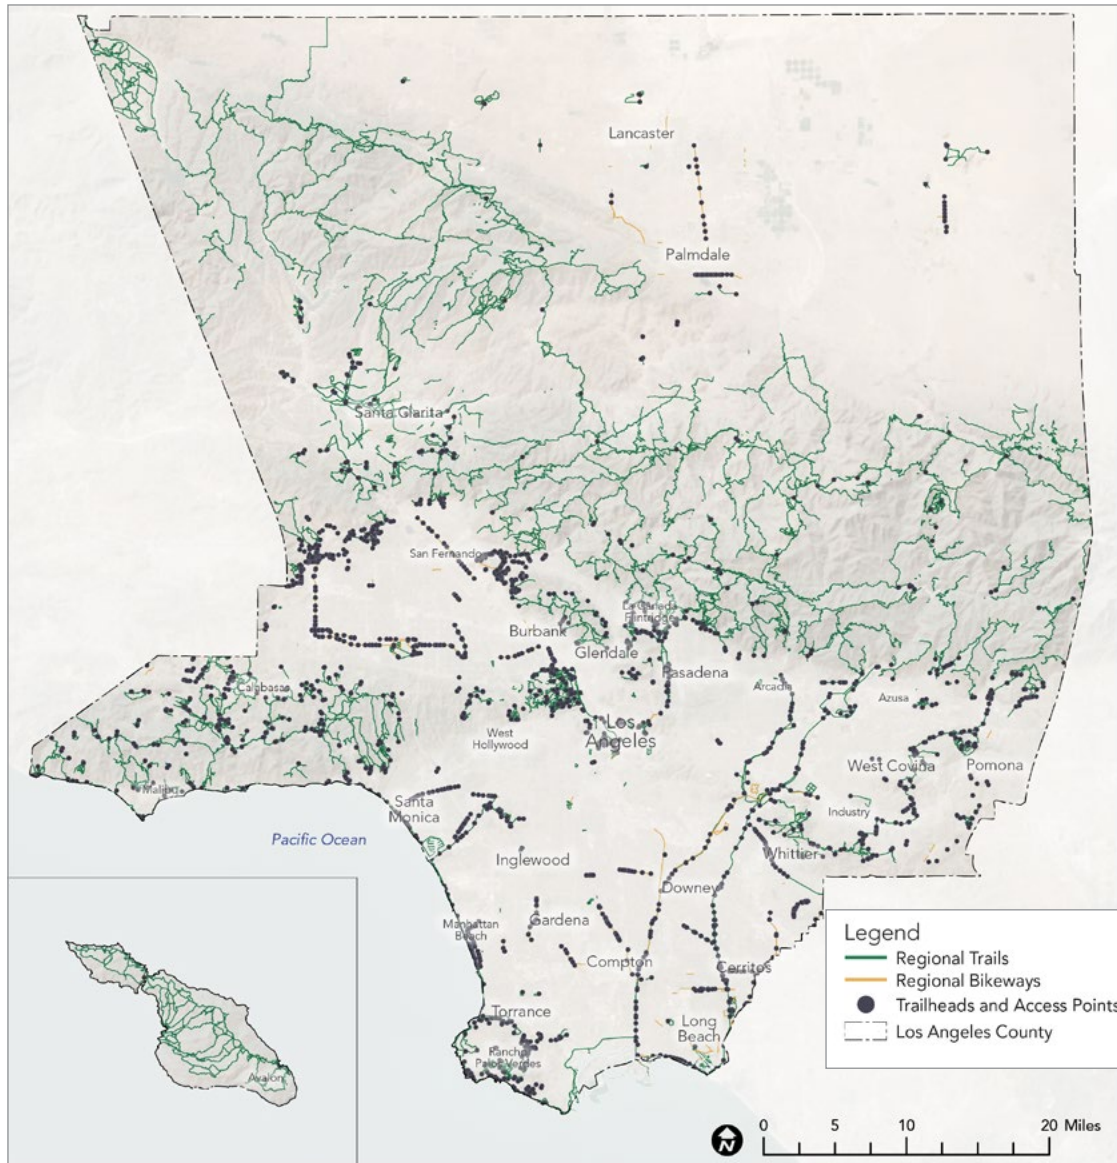 Lancaster
Palmdale
Santa Clarita
San Fernando
La Cañada
Flintridge
Burbank
Glendale
Pasadena
Arcadia
Azusa
Calabasas
Los
Angeles
West
Hollywood
West Covina
Pomona
Malibu
Santa
Monica
Industry
Pacific Ocean
Inglewood
Whittier
Downey
Manhattan
Beach
Gardena
Compton
Cerritos
Torrance
Long
Beach
Rancho
Palos Verdes
Avalon
Legend
Regional Trails
Regional Bikeways
Trailheads and Access Points
Los Angeles County
N
0 5 10 20 Miles